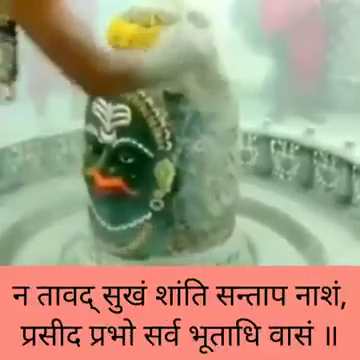 न तावद् सुखं शांति सन्ताप नाशं,
प्रसीद प्रभो सर्व भूताधि वासं ॥